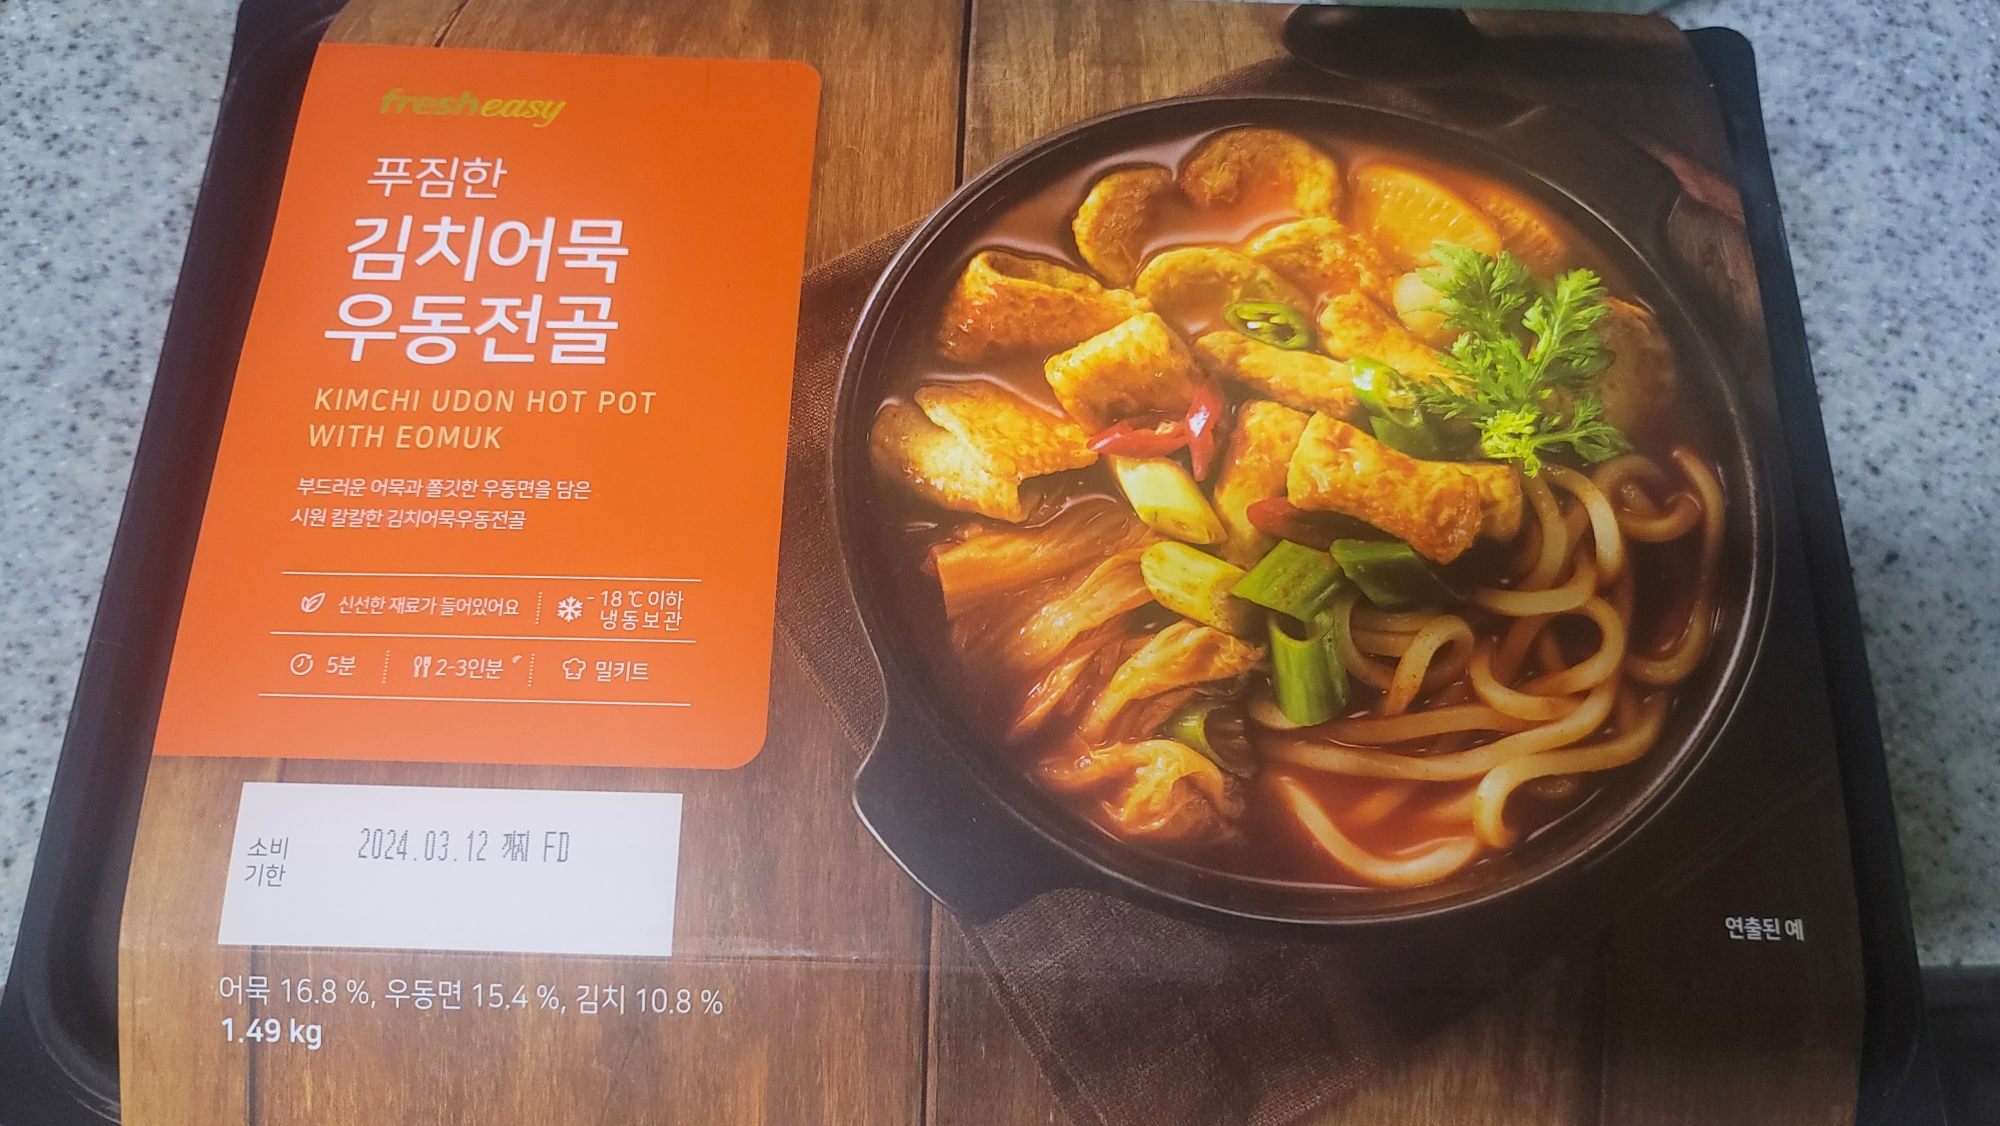 fresheasy
푸짐한
김치어묵
우동전골
KIMCHI UDON HOT POT
WITH EOMUK
부드러운 어묵과 쫄깃한 우동면을 담은
시원 칼칼한 김치어묵우동전골
신선한 재료가 들어있어요
- 18 ℃ 이하
냉동보관
5분
2-3인분
밀키트
소비
기한
2024.03.12 FD
어묵 16.8 %, 우동면 15.4 %, 김치 10.8 %
1.49 kg
연출된 예